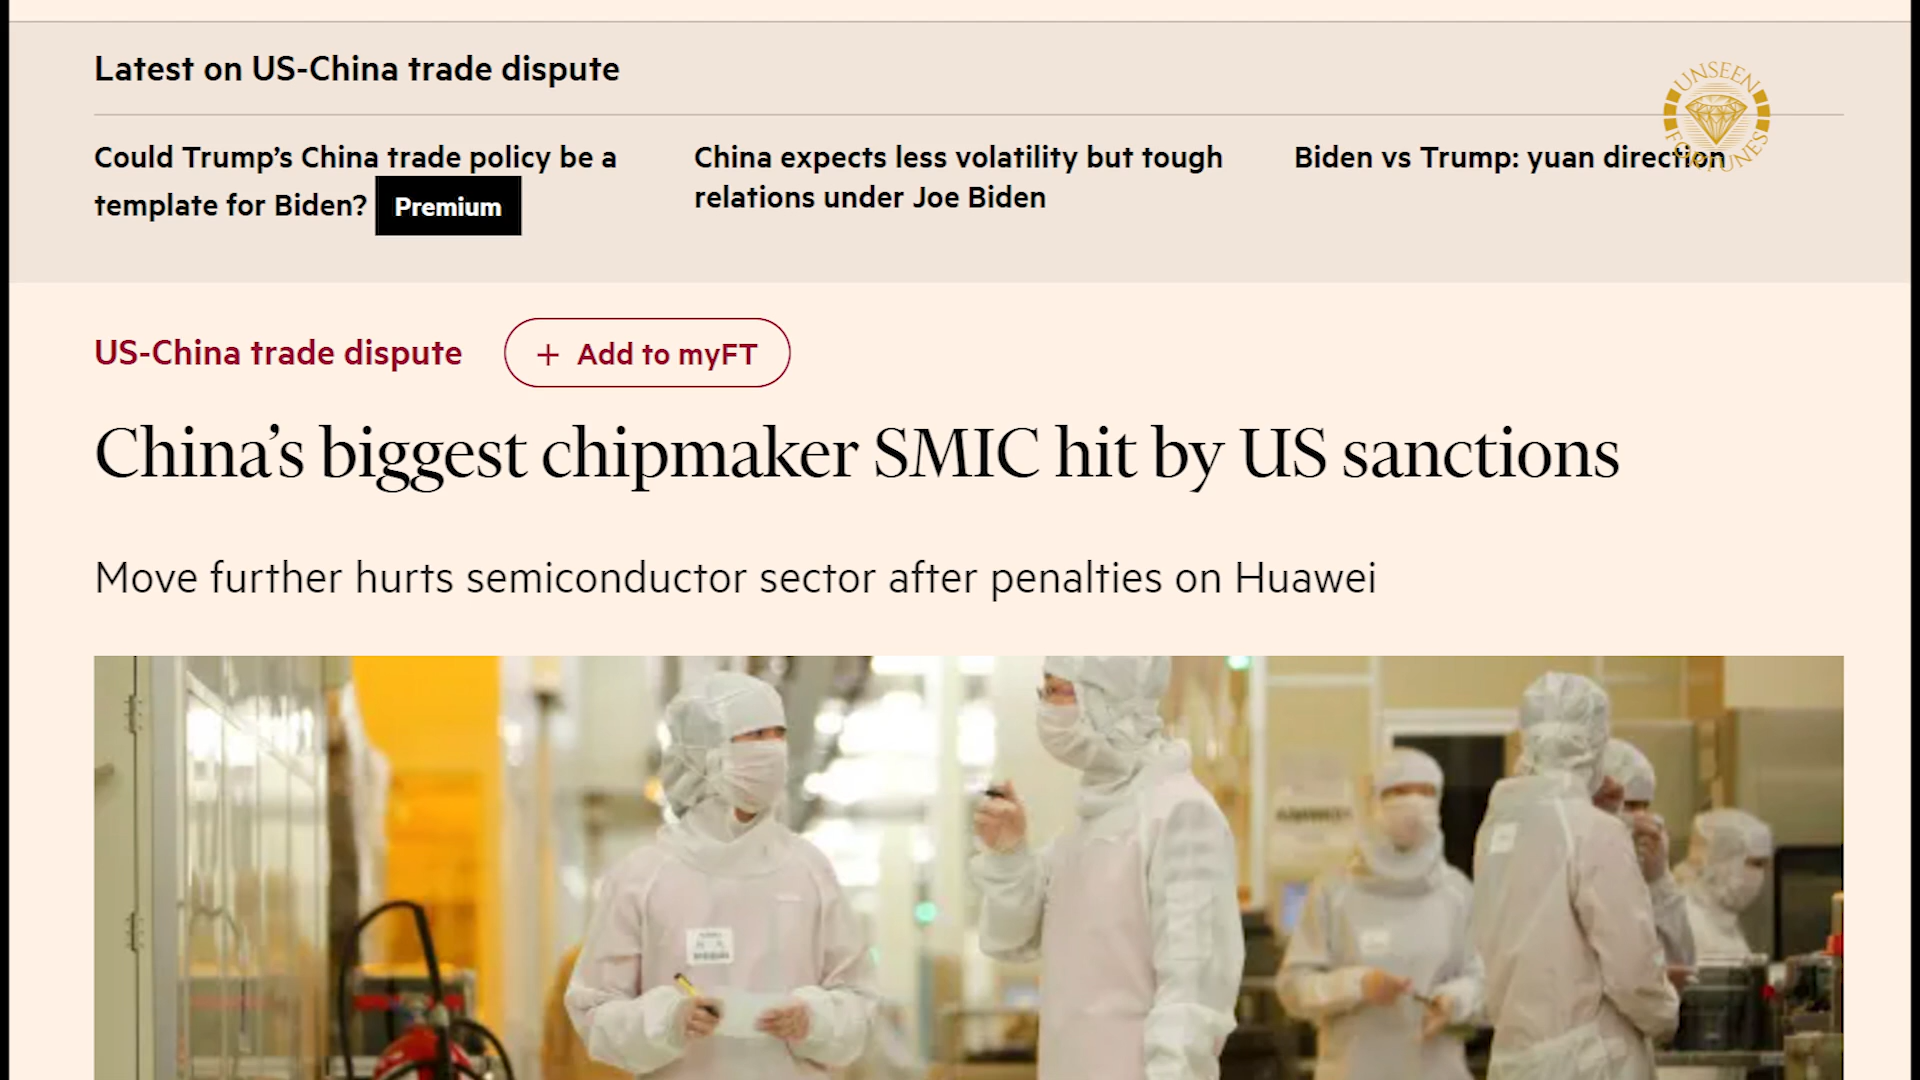 Latest on US-China trade dispute
UNSEEN
FORTUNES
Could Trump’s China trade policy be a
template for Biden? Premium
China expects less volatility but tough
relations under Joe Biden
Biden vs Trump: yuan direction
US-China trade dispute
+ Add to myFT
China’s biggest chipmaker SMIC hit by US sanctions
Move further hurts semiconductor sector after penalties on Huawei